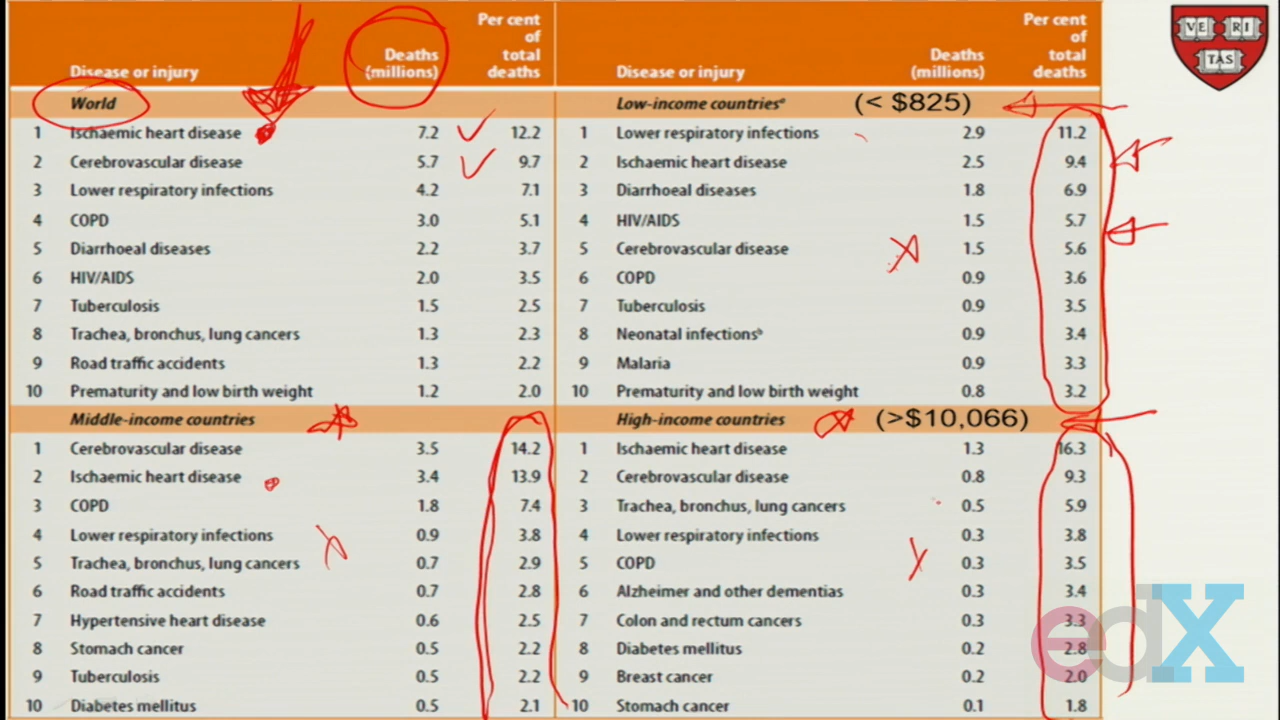 Disease or injury Deaths (millions) Per cent of total deaths
World
1 Ischaemic heart disease 7.2 12.2
2 Cerebrovascular disease 5.7 9.7
3 Lower respiratory infections 4.2 7.1
4 COPD 3.0 5.1
5 Diarrhoeal diseases 2.2 3.7
6 HIV/AIDS 2.0 3.5
7 Tuberculosis 1.5 2.5
8 Trachea, bronchus, lung cancers 1.3 2.3
9 Road traffic accidents 1.3 2.2
10 Prematurity and low birth weight 1.2 2.0
Middle-income countries
1 Cerebrovascular disease 3.5 14.2
2 Ischaemic heart disease 3.4 13.9
3 COPD 1.8 7.4
4 Lower respiratory infections 0.9 3.8
5 Trachea, bronchus, lung cancers 0.7 2.9
6 Road traffic accidents 0.7 2.8
7 Hypertensive heart disease 0.6 2.5
8 Stomach cancer 0.5 2.2
9 Tuberculosis 0.5 2.2
10 Diabetes mellitus 0.5 2.1
Disease or injury Deaths (millions) Per cent of total deaths
Low-income countriesª (< $825)
1 Lower respiratory infections 2.9 11.2
2 Ischaemic heart disease 2.5 9.4
3 Diarrhoeal diseases 1.8 6.9
4 HIV/AIDS 1.5 5.7
5 Cerebrovascular disease 1.5 5.6
6 COPD 0.9 3.6
7 Tuberculosis 0.9 3.5
8 Neonatal infectionsᵇ 0.9 3.4
9 Malaria 0.9 3.3
10 Prematurity and low birth weight 0.8 3.2
High-income countries (>$10,066)
1 Ischaemic heart disease 1.3 16.3
2 Cerebrovascular disease 0.8 9.3
3 Trachea, bronchus, lung cancers 0.5 5.9
4 Lower respiratory infections 0.3 3.8
5 COPD 0.3 3.5
6 Alzheimer and other dementias 0.3 3.4
7 Colon and rectum cancers 0.3 3.3
8 Diabetes mellitus 0.2 2.8
9 Breast cancer 0.2 2.0
10 Stomach cancer 0.1 1.8
VE RI
TAS
edX